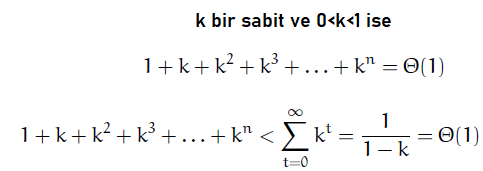 k bir sabit ve 0<k<1 ise
1 + k + k² + k³ + . . . + kⁿ = Θ(1)
1 + k + k² + k³ + . . . + kⁿ < ∑_{t=0}^{∞} kᵗ = \frac{1}{1 − k} = Θ(1)